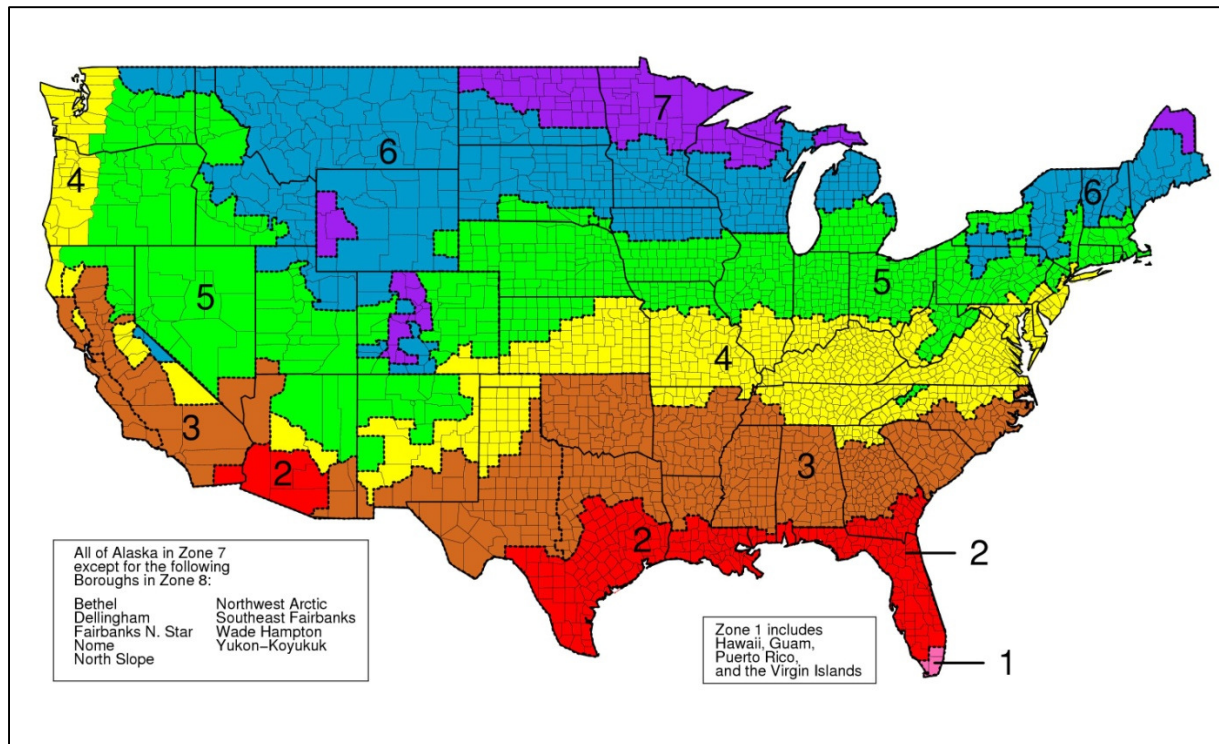 7
6
4
6
5
5
4
3
3
2
2
2
1
All of Alaska in Zone 7
except for the following
Boroughs in Zone 8:
Bethel Northwest Arctic
Dellingham Southeast Fairbanks
Fairbanks N. Star Wade Hampton
Nome Yukon-Koyukuk
North Slope
Zone 1 includes
Hawaii, Guam,
Puerto Rico,
and the Virgin Islands